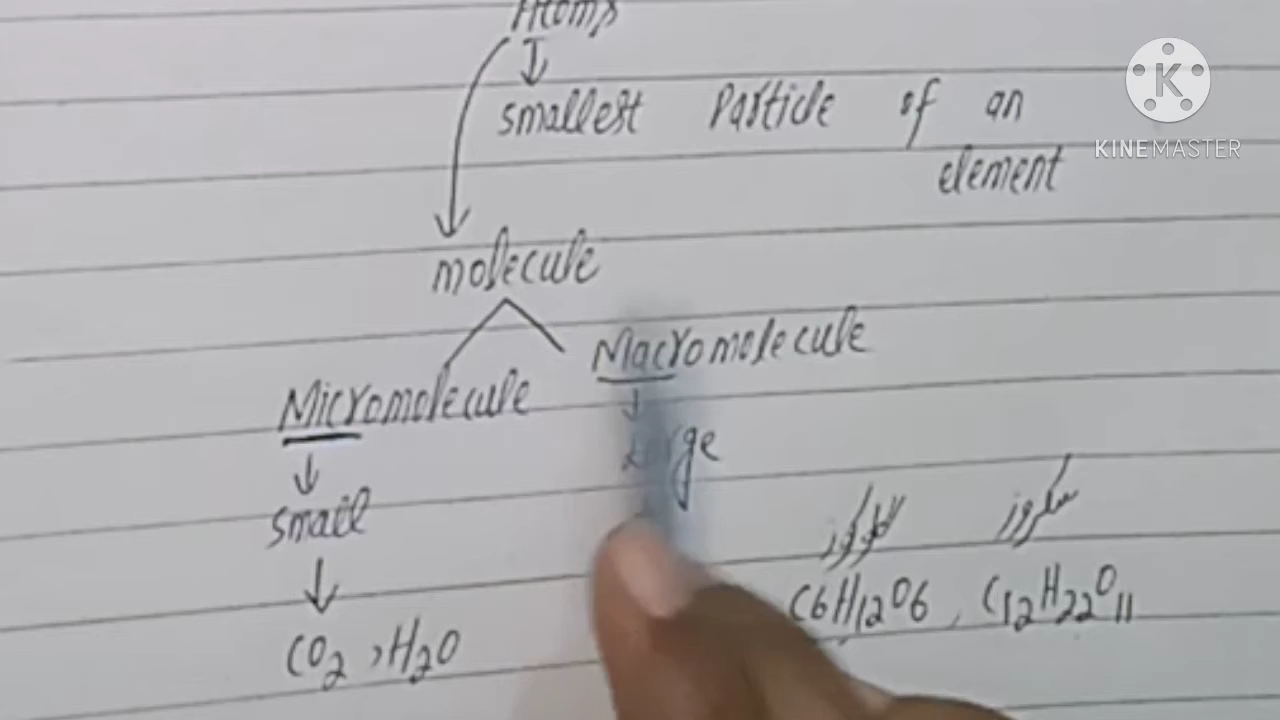 Atoms
smallest Particle of an
element
molecule
Micromolecule Macromolecule
small Large
گلوکوز سکروز
CO2, H2O C6H12O6, C12H22O11
KINEMASTER